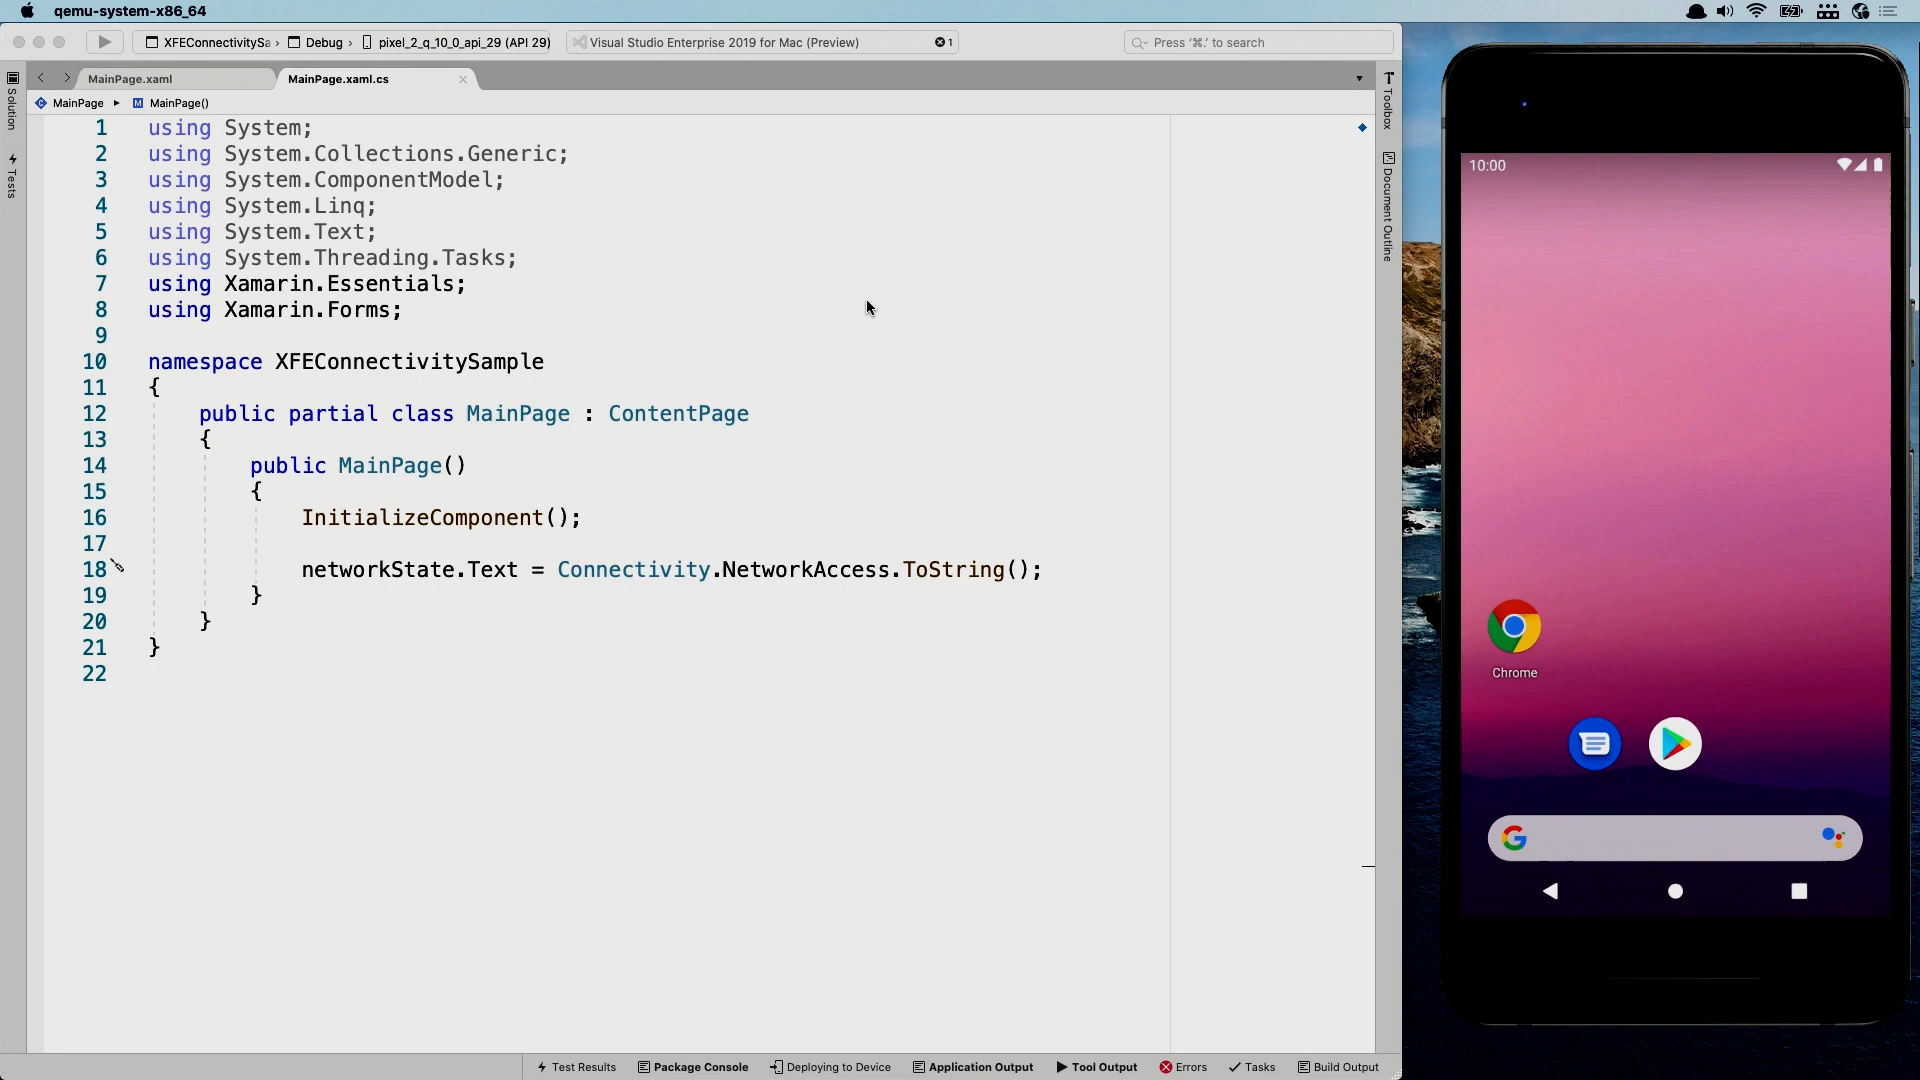 qemu-system-x86_64
XFEConnectivitySa › Debug › pixel_2_q_10_0_api_29 (API 29)
Visual Studio Enterprise 2019 for Mac (Preview)
1
Press ‘⌘.’ to search
Solution
Tests
MainPage.xaml
MainPage.xaml.cs
MainPage ▸ M MainPage()
1 using System;
2 using System.Collections.Generic;
3 using System.ComponentModel;
4 using System.Linq;
5 using System.Text;
6 using System.Threading.Tasks;
7 using Xamarin.Essentials;
8 using Xamarin.Forms;
9
10 namespace XFEConnectivitySample
11 {
12 public partial class MainPage : ContentPage
13 {
14 public MainPage()
15 {
16 InitializeComponent();
17
18 networkState.Text = Connectivity.NetworkAccess.ToString();
19 }
20 }
21 }
22
Toolbox
Document Outline
Test Results
Package Console
Deploying to Device
Application Output
Tool Output
Errors
Tasks
Build Output
10:00
Chrome
G